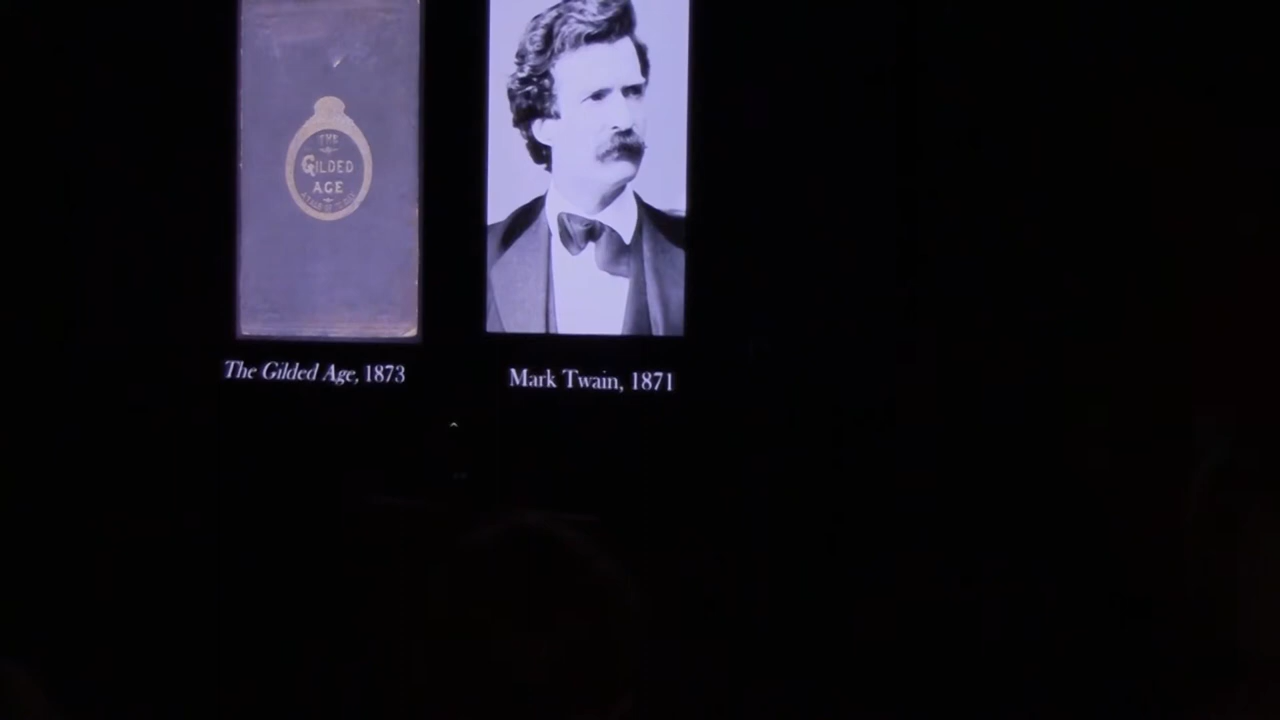 THE
GILDED
AGE
The Gilded Age, 1873
Mark Twain, 1871